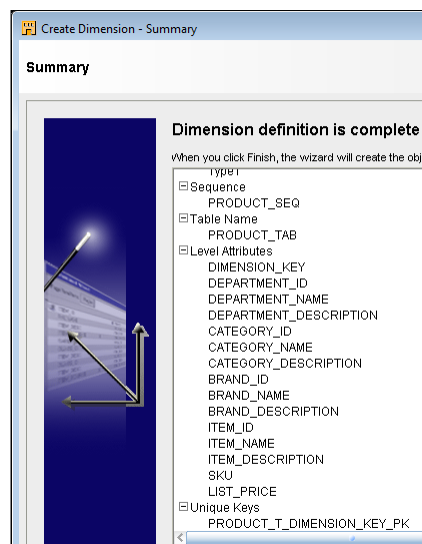 Create Dimension - Summary
Summary
Dimension definition is complete
When you click Finish, the wizard will create the obj
Type1
Sequence
PRODUCT_SEQ
Table Name
PRODUCT_TAB
Level Attributes
DIMENSION_KEY
DEPARTMENT_ID
DEPARTMENT_NAME
DEPARTMENT_DESCRIPTION
CATEGORY_ID
CATEGORY_NAME
CATEGORY_DESCRIPTION
BRAND_ID
BRAND_NAME
BRAND_DESCRIPTION
ITEM_ID
ITEM_NAME
ITEM_DESCRIPTION
SKU
LIST_PRICE
Unique Keys
PRODUCT_T_DIMENSION_KEY_PK